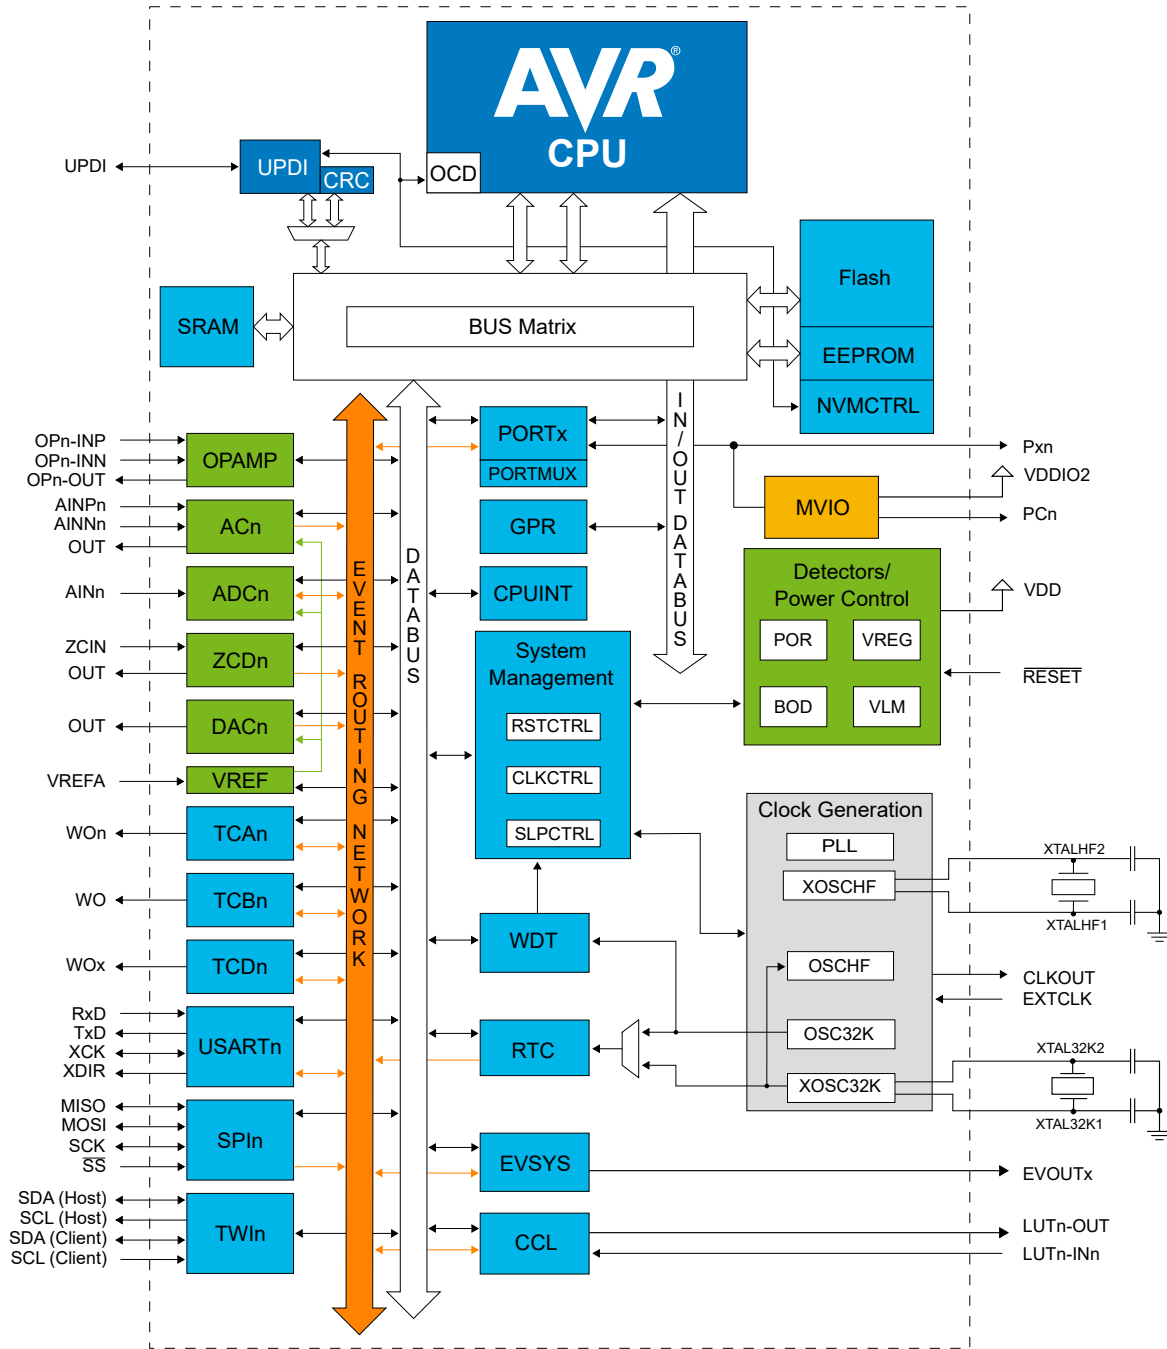 AVR®
CPU
OCD
UPDI
UPDI
CRC
Flash
EEPROM
NVMCTRL
SRAM
BUS Matrix
IN/OUT DATABUS
DATABUS
EVENT ROUTING NETWORK
PORTx
PORTMUX
GPR
CPUINT
OPn-INP
OPn-INN
OPn-OUT
OPAMP
AINPn
AINNn
OUT
ACn
AINn
ADCn
ZCIN
OUT
ZCDn
OUT
DACn
VREFA
VREF
WOn
TCAn
WO
TCBn
WOx
TCDn
RxD
TxD
XCK
XDIR
USARTn
MISO
MOSI
SCK
SS
SPIn
SDA (Host)
SCL (Host)
SDA (Client)
SCL (Client)
TWIn
System
Management
RSTCTRL
CLKCTRL
SLPCTRL
WDT
RTC
EVSYS
CCL
MVIO
Pxn
VDDIO2
PCn
Detectors/
Power Control
POR
VREG
BOD
VLM
VDD
RESET
Clock Generation
PLL
XOSCHF
OSCHF
OSC32K
XOSC32K
XTALHF2
XTALHF1
CLKOUT
EXTCLK
XTAL32K2
XTAL32K1
EVOUTx
LUTn-OUT
LUTn-INn